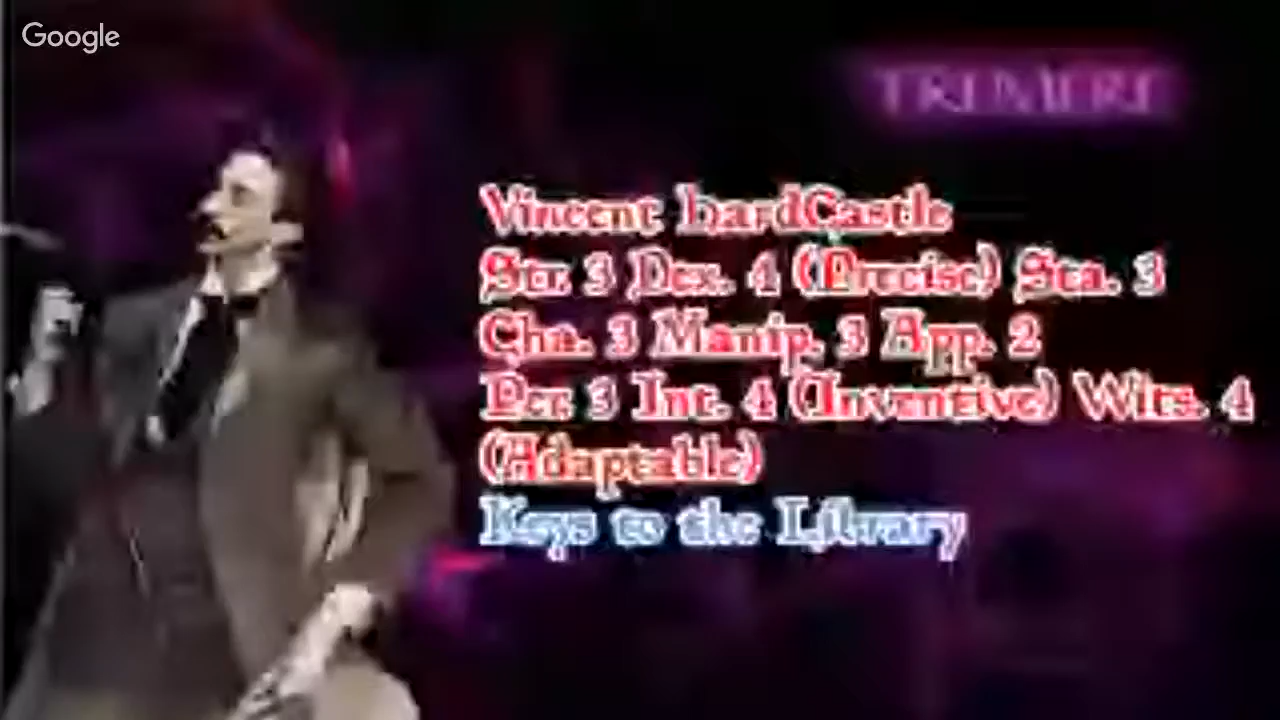 Google
TREMERE
Vincent hardCastle
Str. 3 Dex. 4 (Precise) Sta. 3
Cha. 3 Manip. 3 App. 2
Per. 3 Int. 4 (Inventive) Wits. 4
(Adaptable)
Keys to the Library